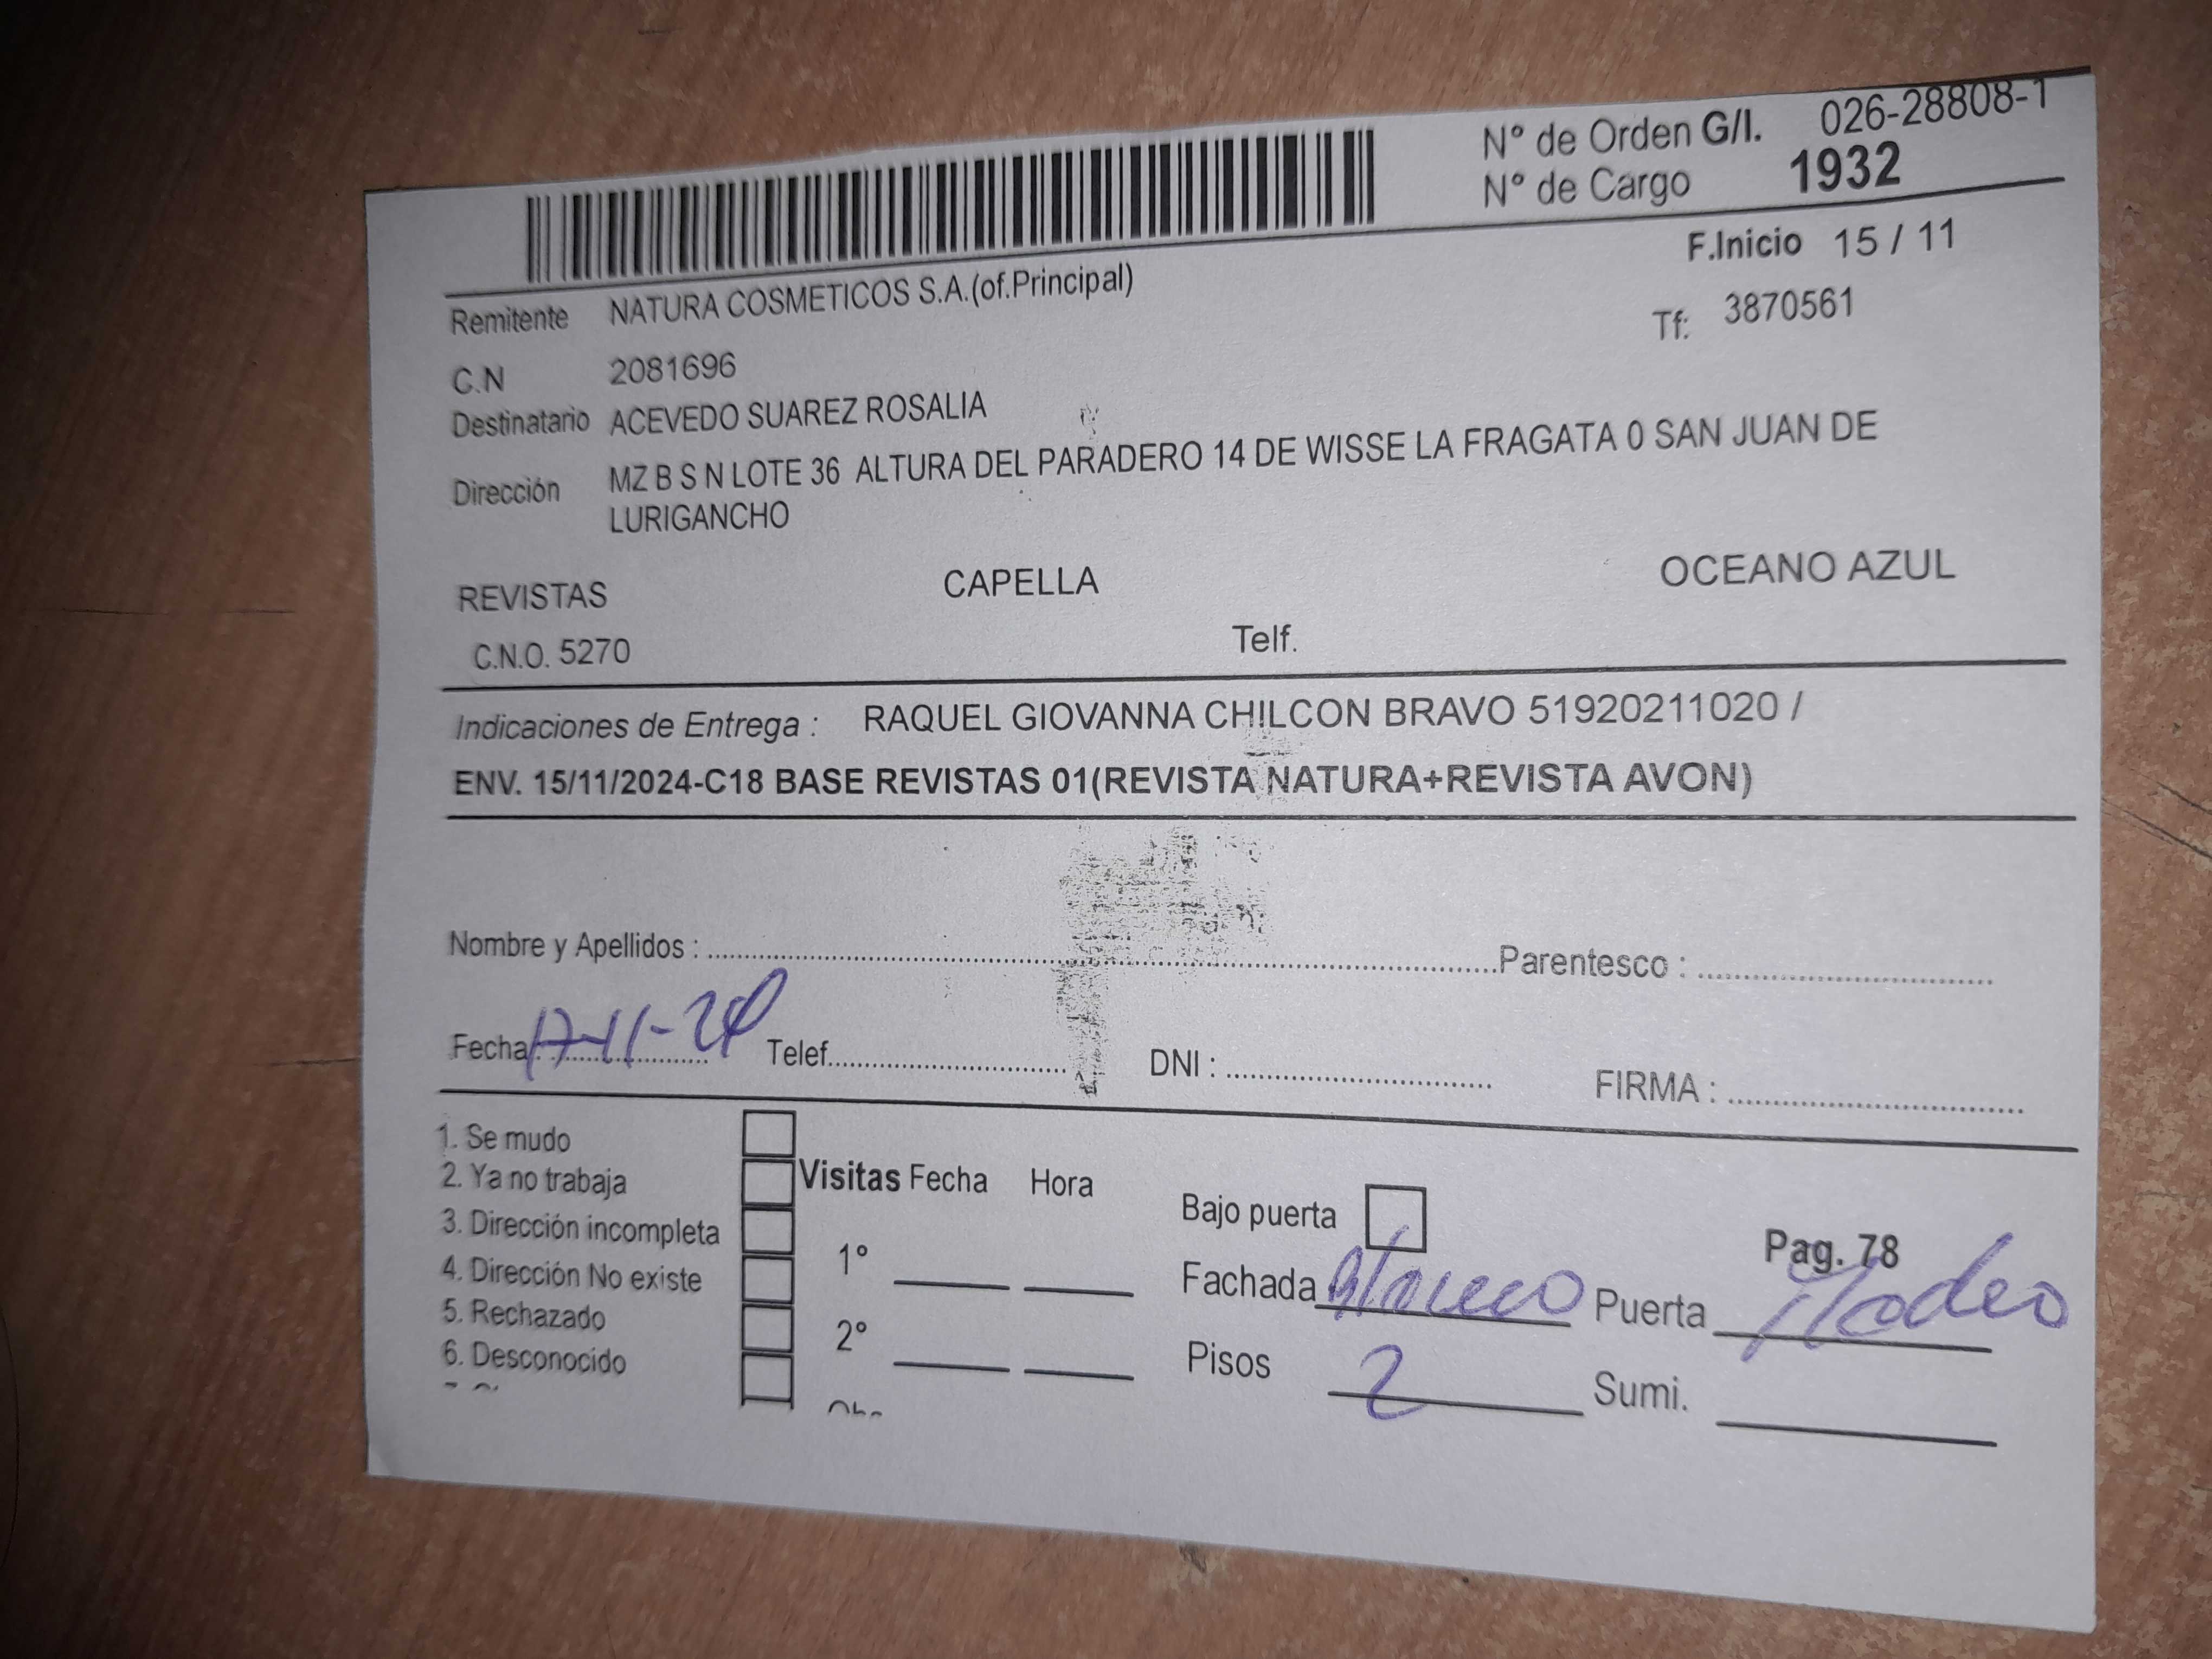 N° de Orden G/I. 026-28808-1
N° de Cargo 1932
F.Inicio 15 / 11
Remitente NATURA COSMETICOS S.A.(of.Principal)
Tf: 3870561
C.N 2081696
Destinatario ACEVEDO SUAREZ ROSALIA
Dirección MZ B S N LOTE 36 ALTURA DEL PARADERO 14 DE WISSE LA FRAGATA 0 SAN JUAN DE
LURIGANCHO
REVISTAS CAPELLA OCEANO AZUL
C.N.O. 5270 Telf.
Indicaciones de Entrega : RAQUEL GIOVANNA CHILCON BRAVO 51920211020 /
ENV. 15/11/2024-C18 BASE REVISTAS 01(REVISTA NATURA+REVISTA AVON)
Nombre y Apellidos : Parentesco :
Fecha: 17-11-24 Telef. DNI : FIRMA :
1. Se mudo
2. Ya no trabaja
3. Dirección incompleta
4. Dirección No existe
5. Rechazado
6. Desconocido
Visitas Fecha Hora
1°
2°
Bajo puerta
Pag. 78
Fachada Puerta
Pisos 2 Sumi.